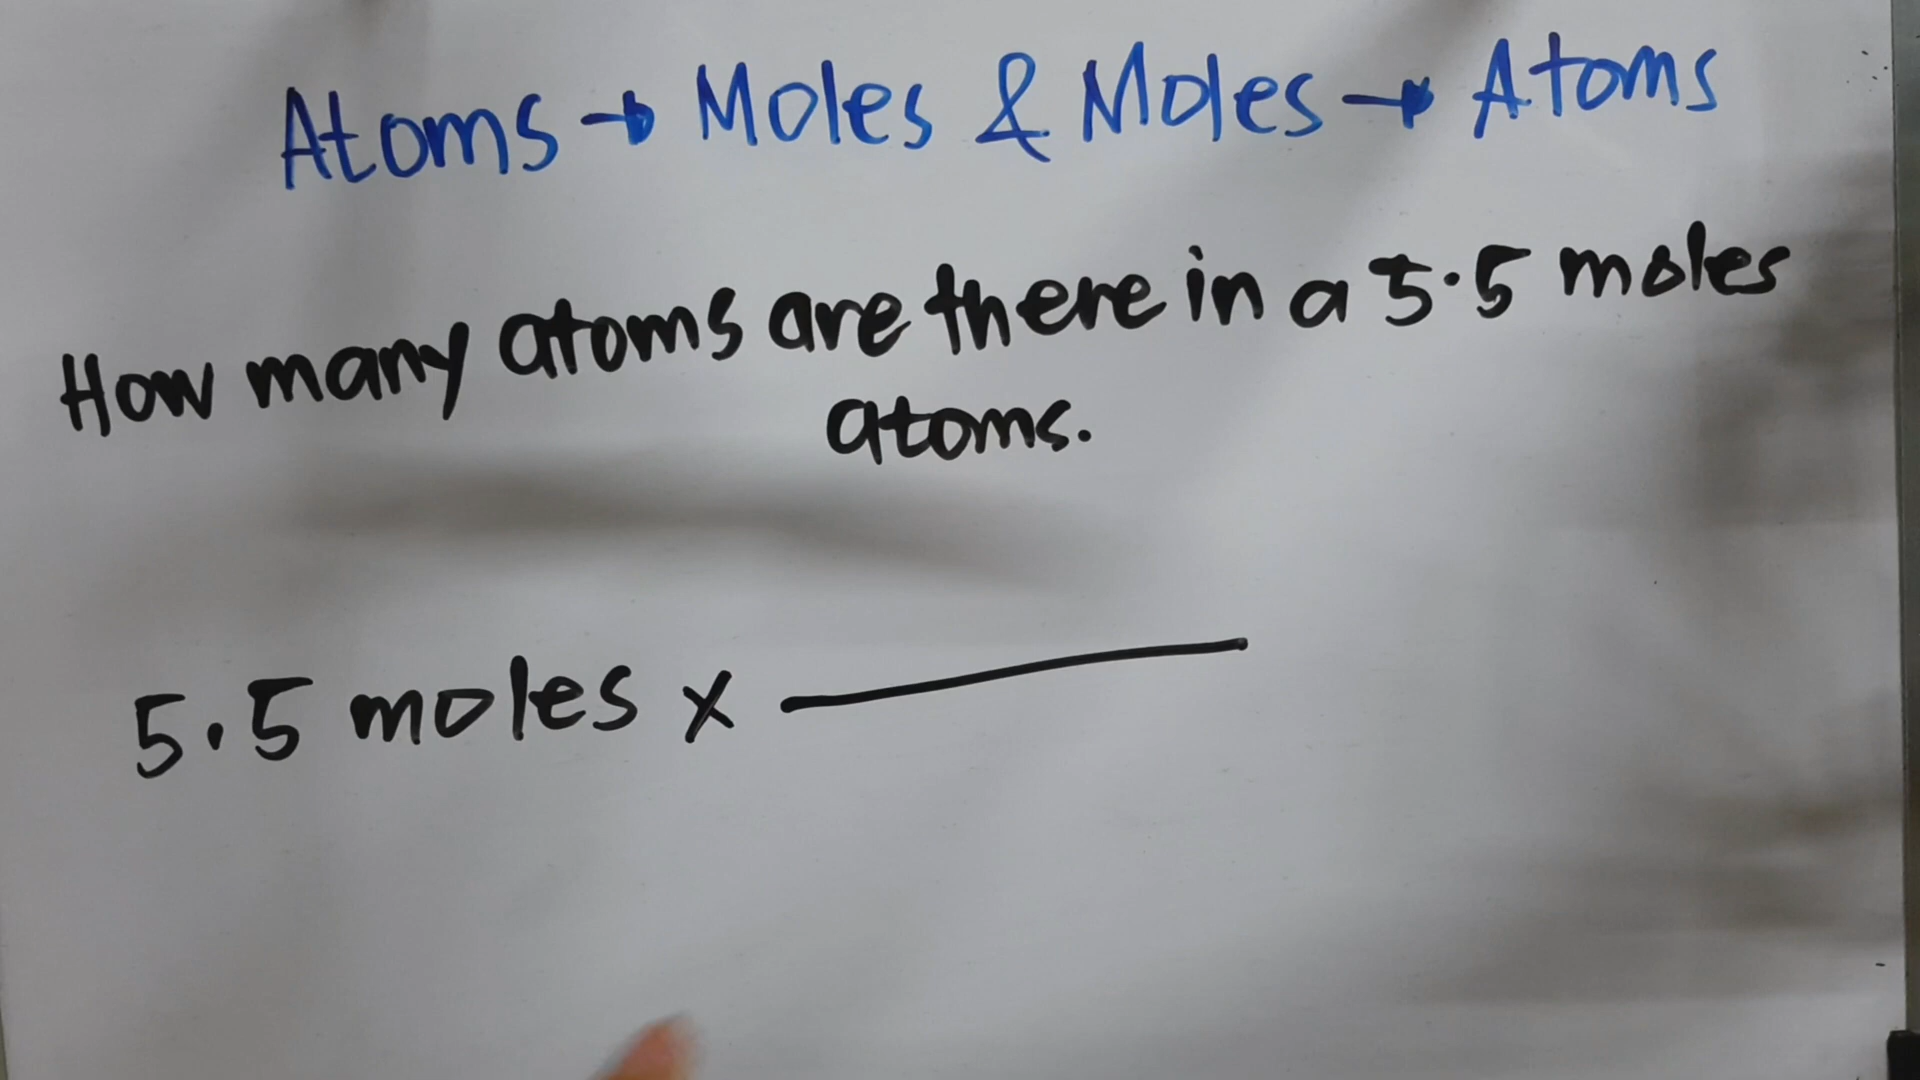 Atoms → Moles & Moles → Atoms
How many atoms are there in a 5.5 moles
atoms.
5.5 moles x